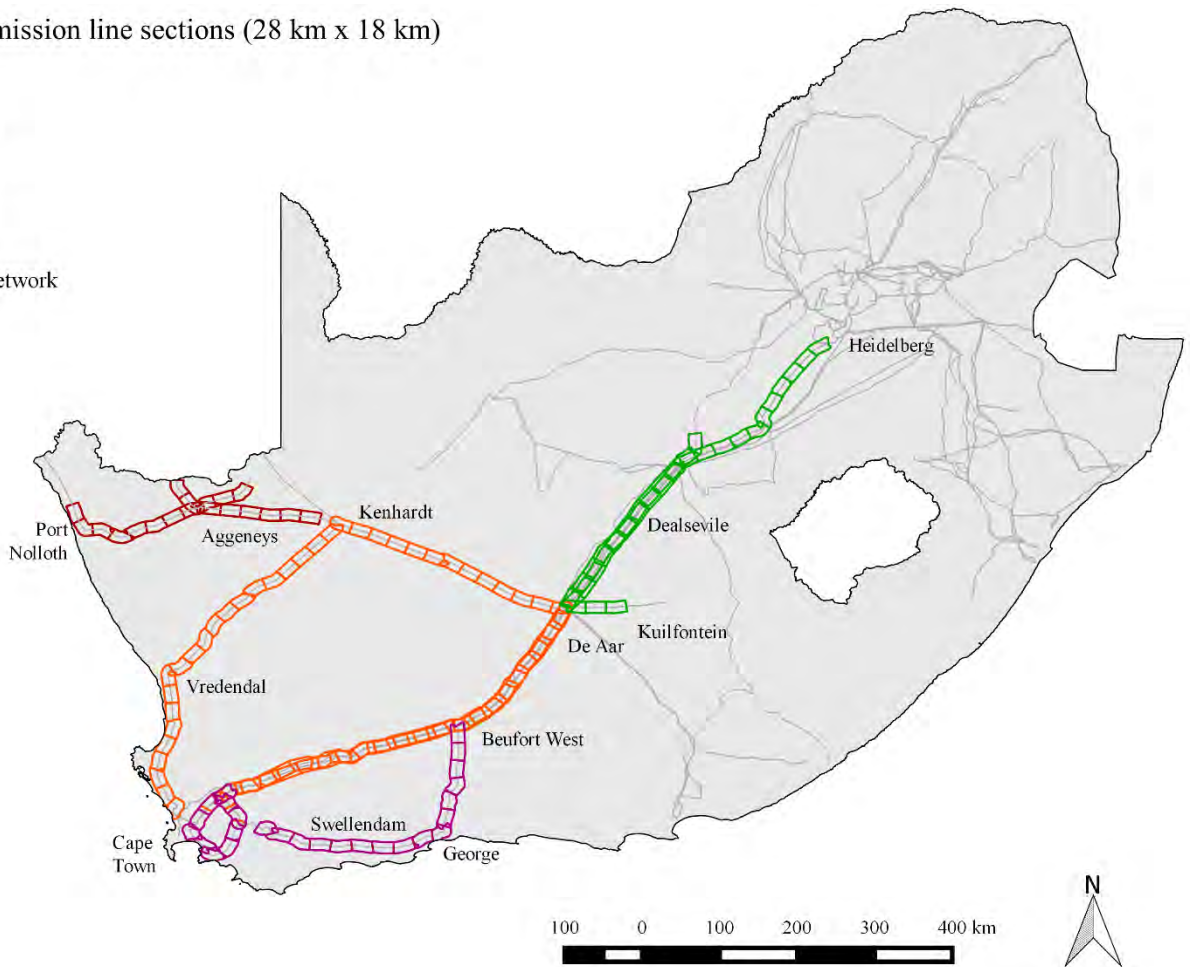 mission line sections (28 km x 18 km)
etwork
Heidelberg
Kenhardt
Port
Nolloth
Aggeneys
Dealsevile
Kuilfontein
De Aar
Vredendal
Beufort West
Swellendam
Cape
Town
George
N
100 0 100 200 300 400 km